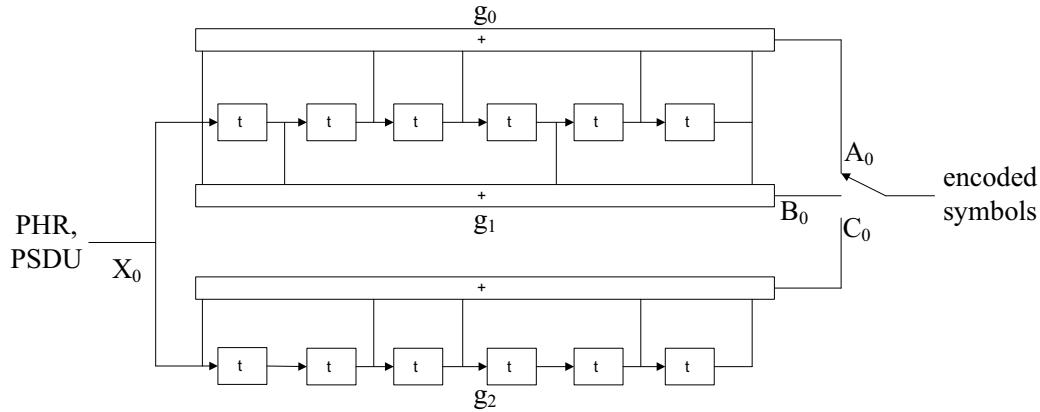 g₀
+
t t t t t t
A₀
+
encoded
symbols
B₀
g₁
C₀
PHR,
PSDU
X₀
+
t t t t t t
g₂